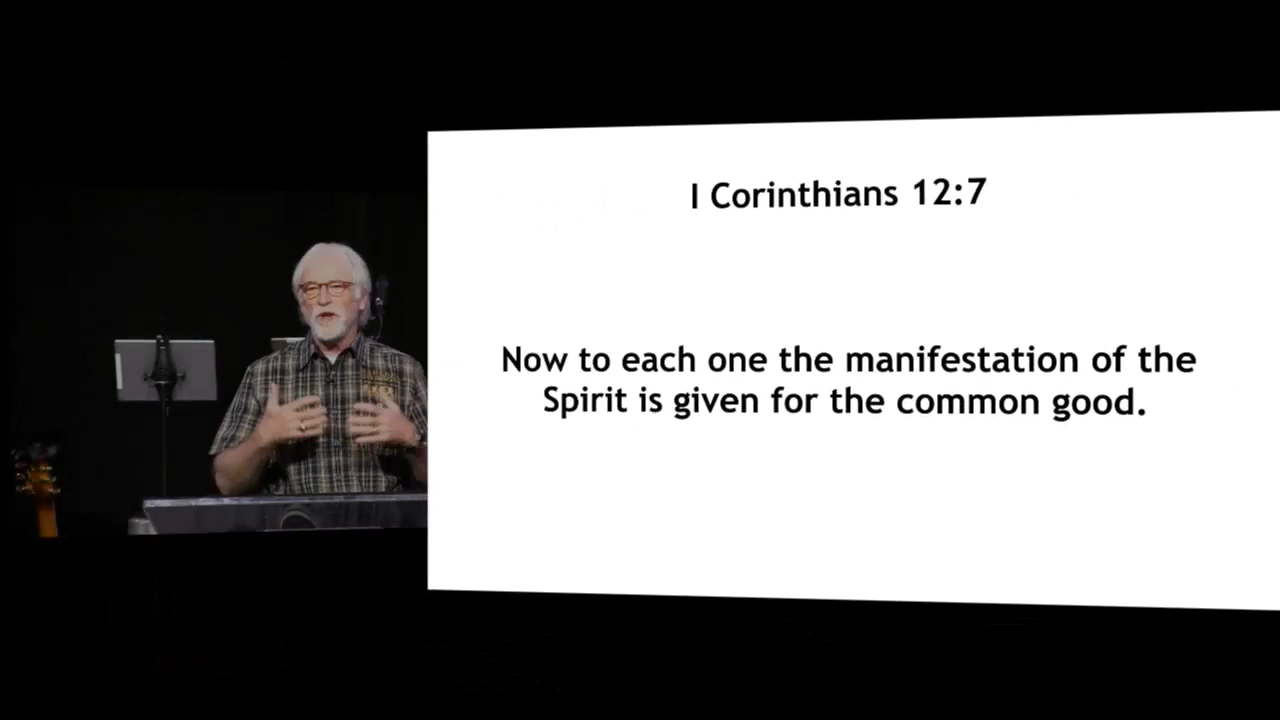 I Corinthians 12:7
Now to each one the manifestation of the
Spirit is given for the common good.